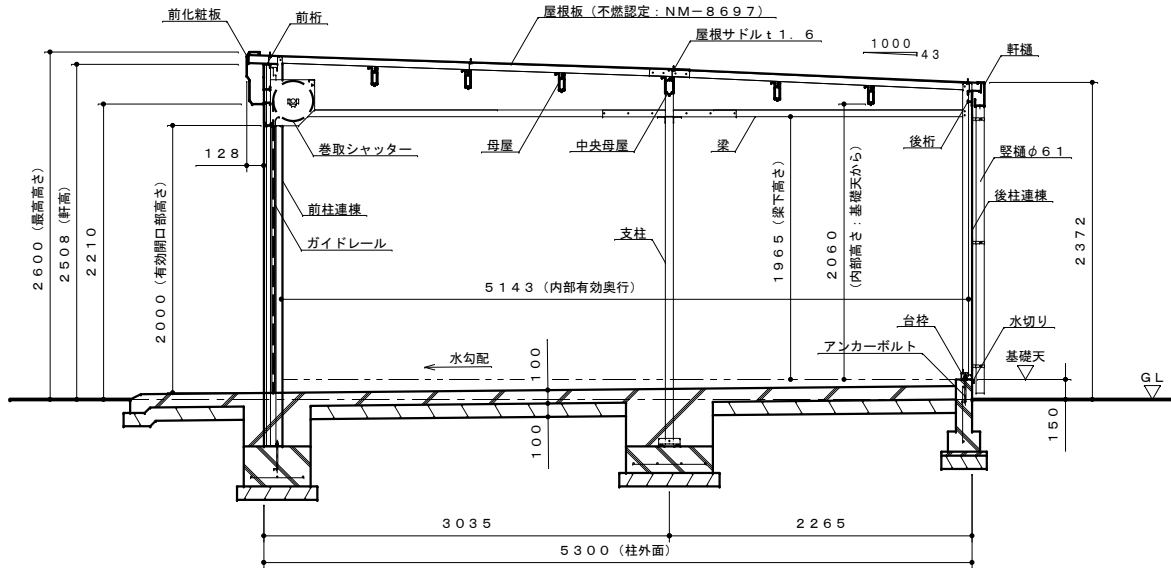 前化粧板
前桁
屋根板（不燃認定：ＮＭ－８６９７）
屋根サドルｔ１．６
１０００
４３
軒樋
巻取シャッター
母屋
中央母屋
梁
後桁
竪樋φ６１
１２８
前柱連棟
後柱連棟
ガイドレール
支柱
２６００（最高高さ）
２５０８（軒高）
２２１０
２０００（有効開口部高さ）
１９６５（梁下高さ）
２０６０
（内部高さ：基礎天から）
２３７２
５１４３（内部有効奥行）
台枠
水切り
アンカーボルト
基礎天
水勾配
１００
１００
ＧＬ
１５０
３０３５
２２６５
５３００（柱外面）